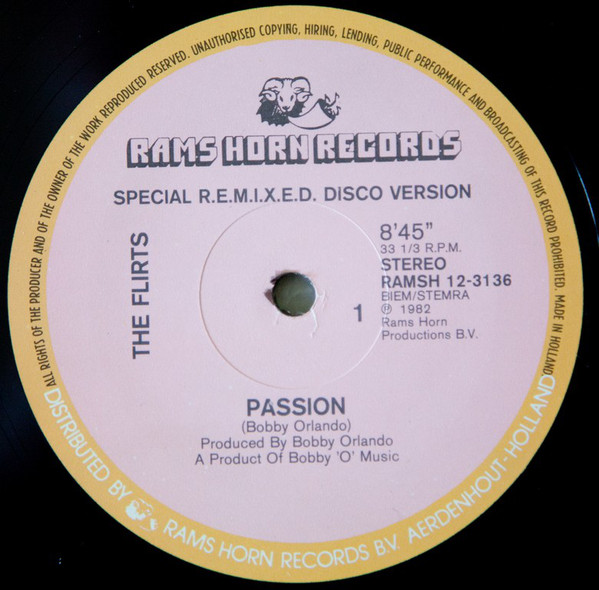 ALL RIGHTS OF THE PRODUCER AND OF THE OWNER OF THE WORK REPRODUCED RESERVED. UNAUTHORISED COPYING, HIRING, LENDING, PUBLIC PERFORMANCE AND BROADCASTING OF THIS RECORD PROHIBITED. MADE IN HOLLAND
RAMS HORN RECORDS
SPECIAL R.E.M.I.X.E.D. DISCO VERSION
THE FLIRTS
8'45"
33 1/3 R.P.M.
STEREO
RAMSH 12-3136
BIEM/STEMRA
℗ 1982
Rams Horn
Productions B.V.
1
PASSION
(Bobby Orlando)
Produced By Bobby Orlando
A Product Of Bobby 'O' Music
DISTRIBUTED BY RAMS HORN RECORDS B.V. AERDENHOUT-HOLLAND